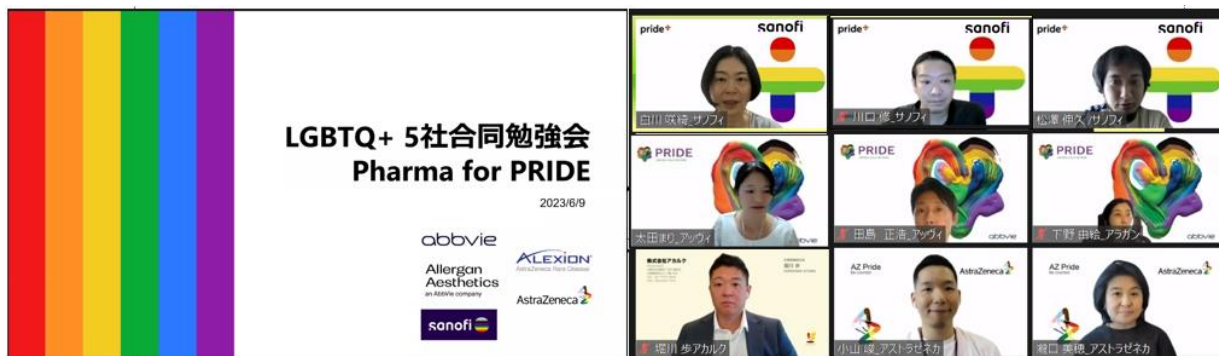 LGBTQ+ 5社合同勉強会
Pharma for PRIDE
2023/6/9
abbvie
ALEXION
AstraZeneca Rare Disease
Allergan
Aesthetics
an AbbVie company
AstraZeneca
sanofi
pride+
sanofi
白川 咲綺_サノフィ
pride+
sanofi
川口 修_サノフィ
pride+
sanofi
松澤 伸久_サノフィ
PRIDE
太田まり_アッヴィ
PRIDE
abbvie
田島 正浩_アッヴィ
PRIDE
abbvie
下野 由絵_アラガン
株式会社アカルク
堀川 歩アカルク
AZ Pride
AstraZeneca
小山 崚_アストラゼネカ
AZ Pride
AstraZeneca
美穂_アストラゼネカ